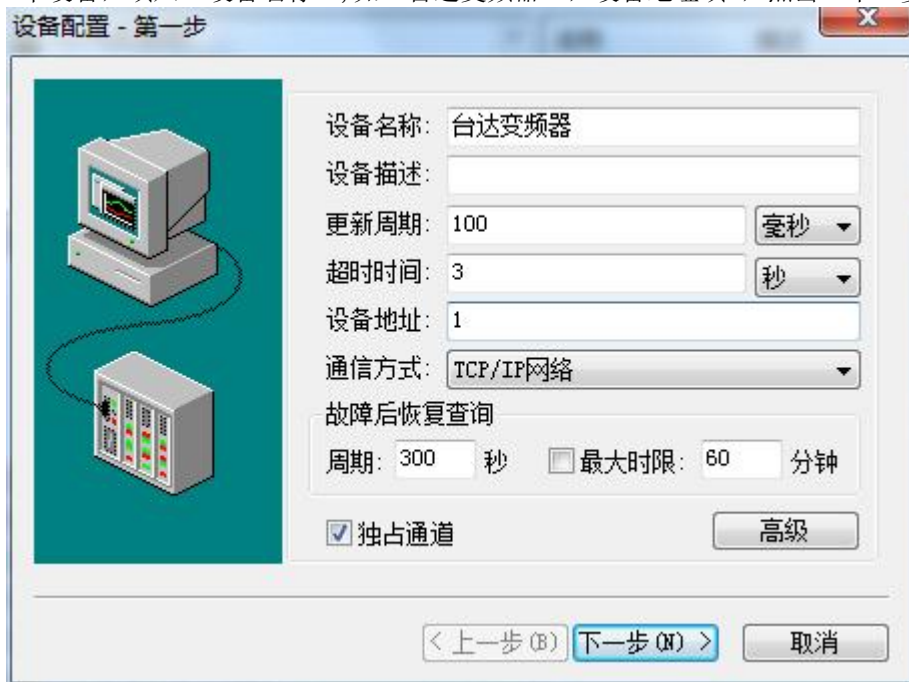 设备配置 - 第一步
设备名称: 台达变频器
设备描述:
更新周期: 100 毫秒
超时时间: 3 秒
设备地址: 1
通信方式: TCP/IP网络
故障后恢复查询
周期: 300 秒 最大时限: 60 分钟
独占通道 高级
< 上一步(B) 下一步(N) > 取消